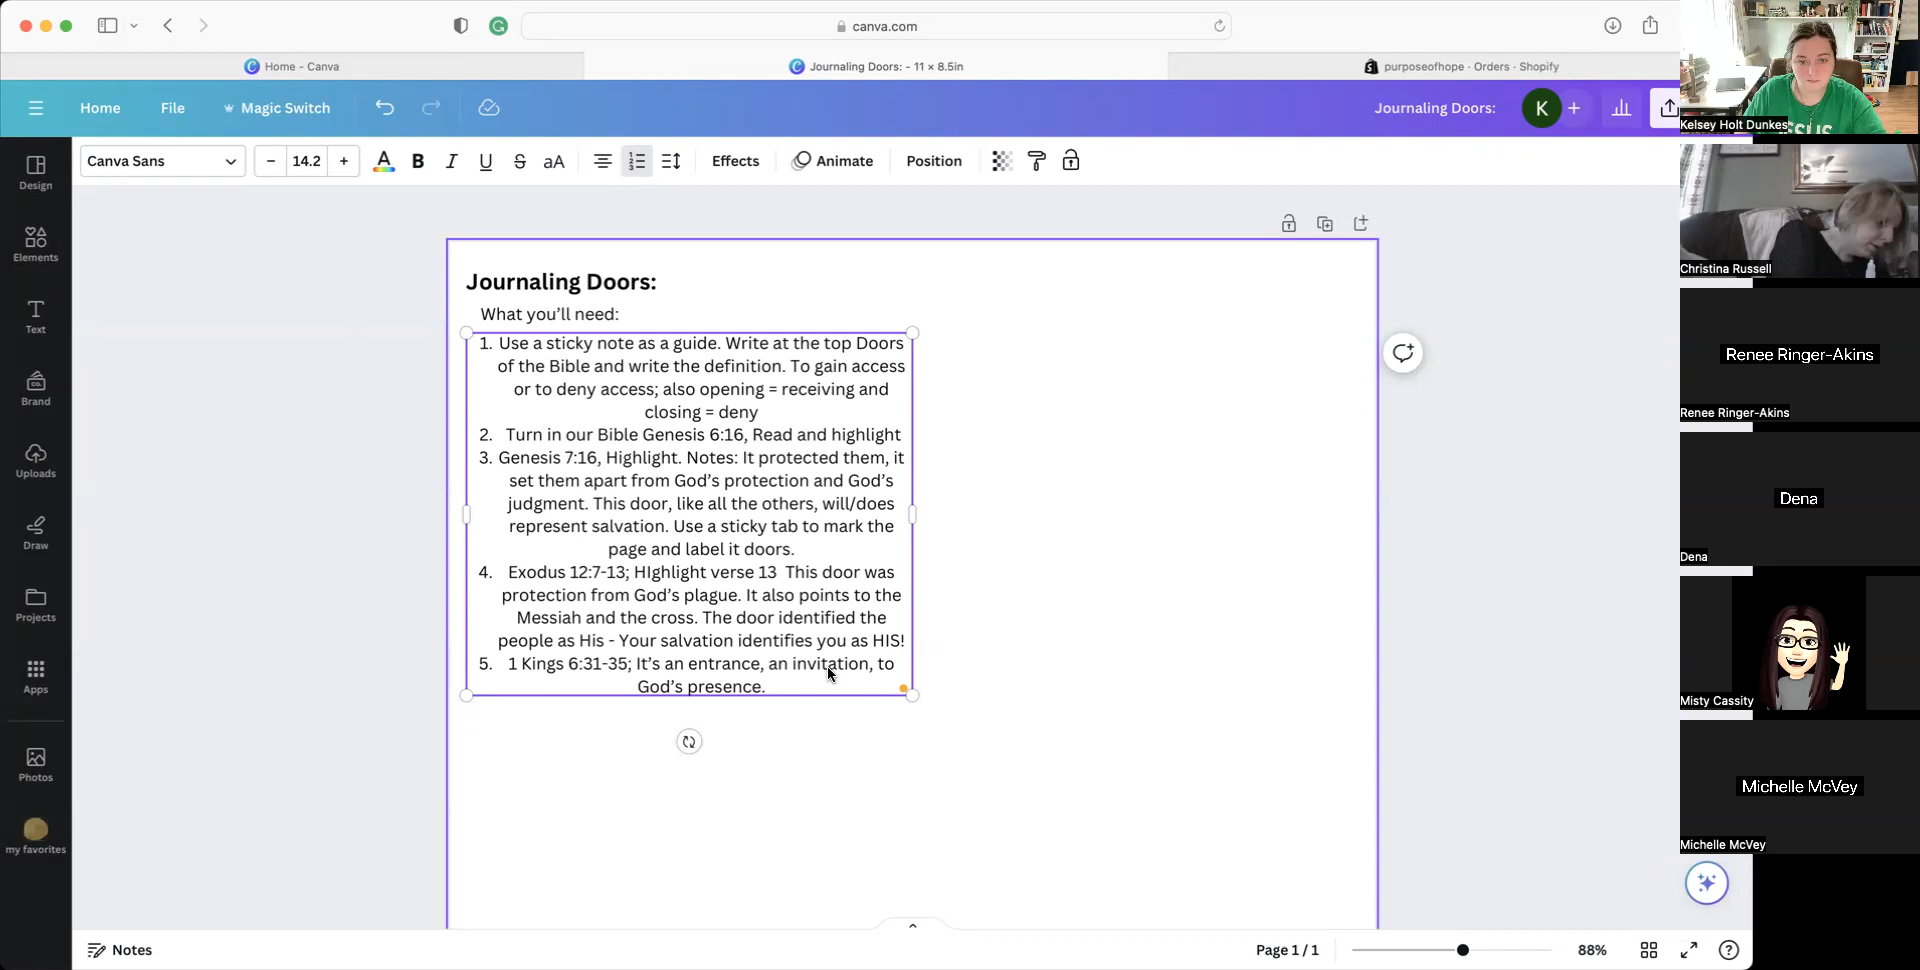 canva.com
Home - Canva
Journaling Doors: - 11 × 8.5in
purposeofhope · Orders · Shopify
Home
File
Magic Switch
Journaling Doors:
K
Canva Sans
14.2
A
B
I
U
S
aA
Effects
Animate
Position
Design
Elements
Text
Brand
Uploads
Draw
Projects
Apps
Photos
my favorites
Journaling Doors:
What you'll need:
1. Use a sticky note as a guide. Write at the top Doors
of the Bible and write the definition. To gain access
or to deny access; also opening = receiving and
closing = deny
2. Turn in our Bible Genesis 6:16, Read and highlight
3. Genesis 7:16, Highlight. Notes: It protected them, it
set them apart from God's protection and God's
judgment. This door, like all the others, will/does
represent salvation. Use a sticky tab to mark the
page and label it doors.
4. Exodus 12:7-13; HIghlight verse 13  This door was
protection from God's plague. It also points to the
Messiah and the cross. The door identified the
people as His - Your salvation identifies you as HIS!
5. 1 Kings 6:31-35; It's an entrance, an invitation, to
God's presence.
Notes
Page 1 / 1
88%
Kelsey Holt Dunkes
Christina Russell
Renee Ringer-Akins
Renee Ringer-Akins
Dena
Dena
Misty Cassity
Michelle McVey
Michelle McVey